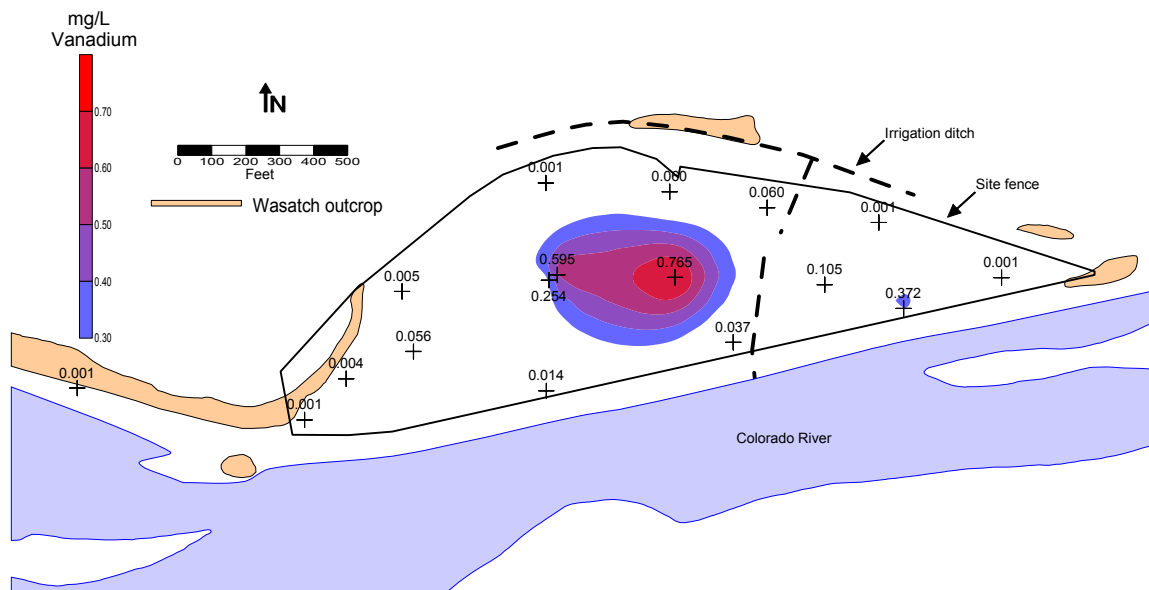 mg/L
Vanadium
0.70
0.60
0.50
0.40
0.30
N
0 100 200 300 400 500
Feet
Wasatch outcrop
Irrigation ditch
Site fence
0.001
0.060
0.060
0.001
0.595
0.765
0.001
0.005
0.254
0.105
0.372
0.056
0.037
0.001
0.004
0.014
0.001
Colorado River